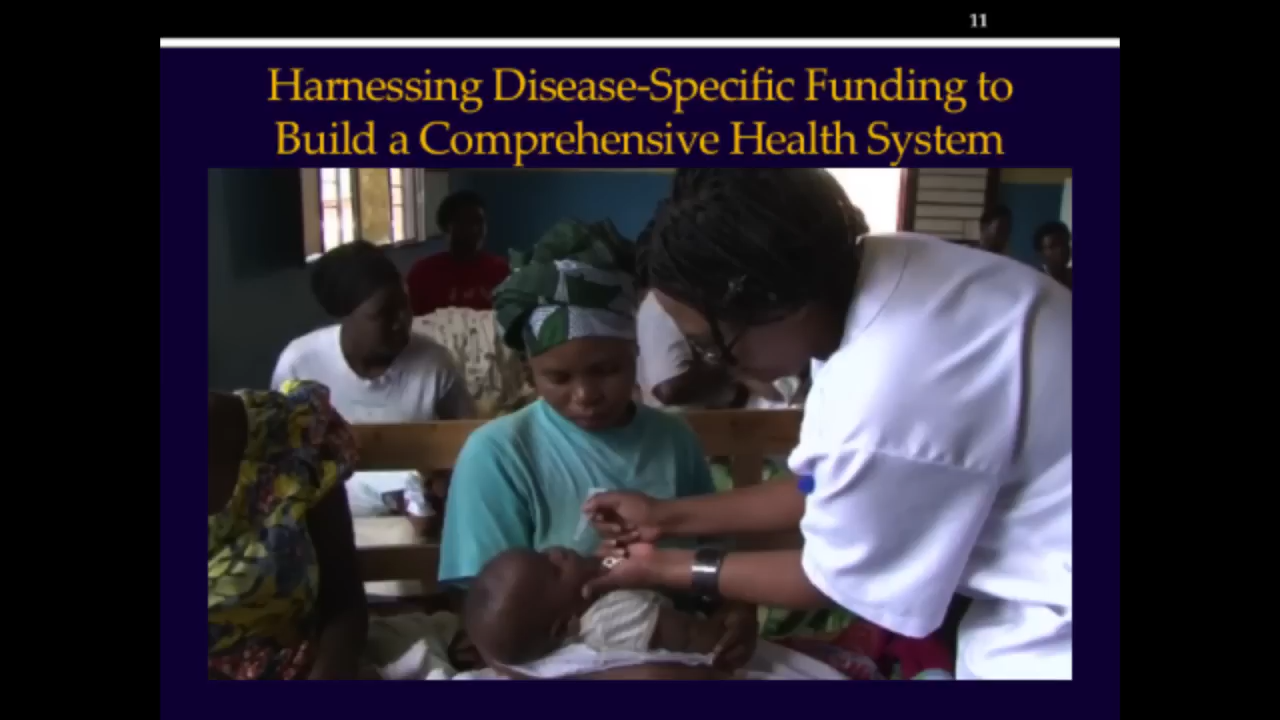 11
Harnessing Disease-Specific Funding to
Build a Comprehensive Health System